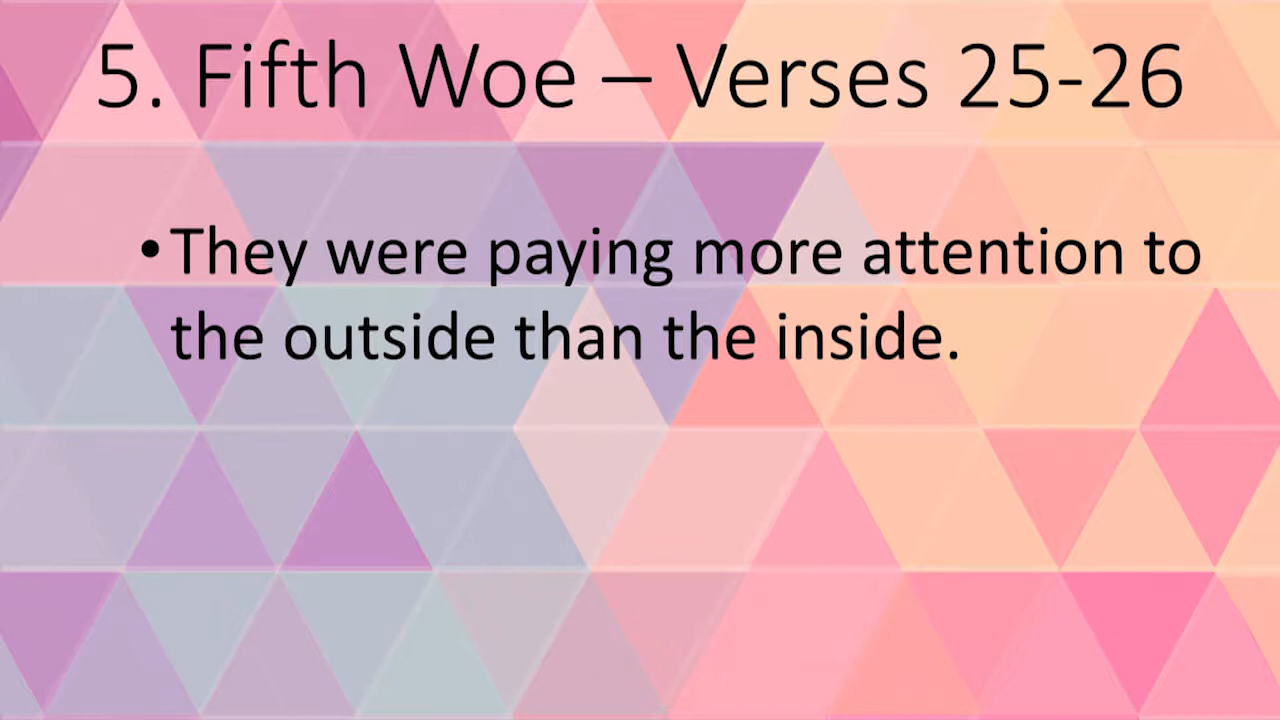 5. Fifth Woe – Verses 25-26
•They were paying more attention to
the outside than the inside.